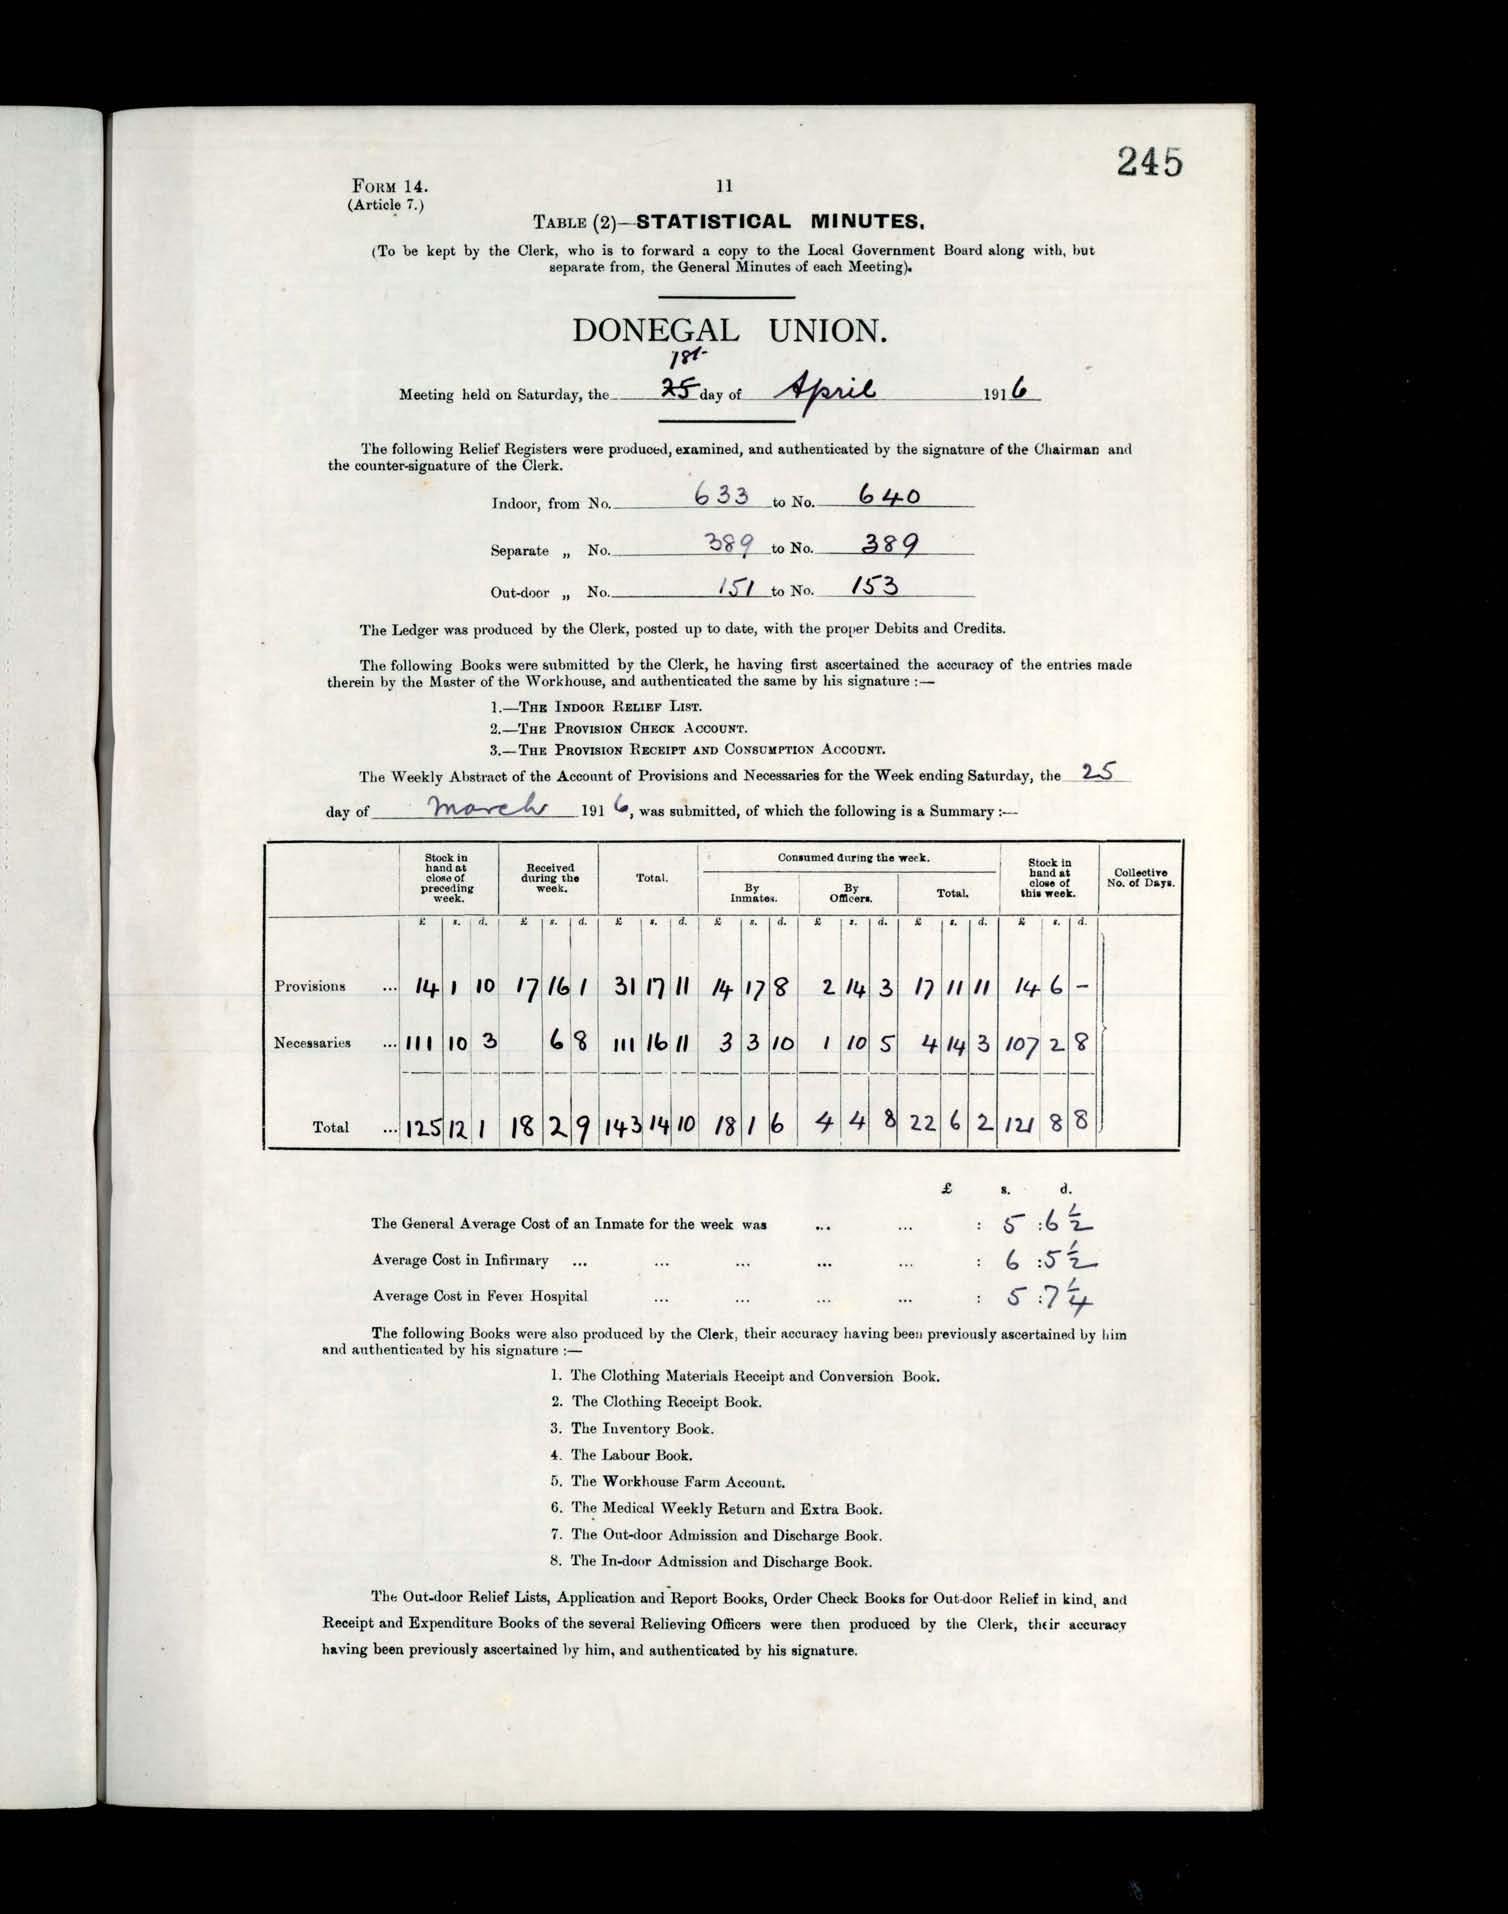 245
FORM 14.
11
(Article 7.)
TABLE (2)—STATISTICAL MINUTES.
(To be kept by the Clerk, who is to forward a copy to the Local Government Board along with, but
separate from, the General Minutes of each Meeting).
DONEGAL UNION.
1st
Meeting held on Saturday, the 25 day of April 1916
The following Relief Registers were produced, examined, and authenticated by the signature of the Chairman and
the counter-signature of the Clerk.
Indoor, from No. 633 to No. 640
Separate „ No. 389 to No. 389
Out-door „ No. 151 to No. 153
The Ledger was produced by the Clerk, posted up to date, with the proper Debits and Credits.
The following Books were submitted by the Clerk, he having first ascertained the accuracy of the entries made
therein by the Master of the Workhouse, and authenticated the same by his signature :—
1.—THE INDOOR RELIEF LIST.
2.—THE PROVISION CHECK ACCOUNT.
3.—THE PROVISION RECEIPT AND CONSUMPTION ACCOUNT.
The Weekly Abstract of the Account of Provisions and Necessaries for the Week ending Saturday, the 25
day of March 1916, was submitted, of which the following is a Summary :—
Stock in hand at close of preceding week. Received during the week. Total. Consumed during the week. Stock in hand at close of this week. Collective No. of Days.
By Inmates. By Officers. Total.
£ s. d. £ s. d. £ s. d. £ s. d. £ s. d. £ s. d. £ s. d.
Provisions ... 14 1 10 17 16 1 31 17 11 14 17 8 2 14 3 17 11 11 14 6 -
Necessaries ... 111 10 3 6 8 111 16 11 3 3 10 1 10 5 4 14 3 107 2 8
Total ... 125 12 1 18 2 9 143 14 10 18 1 6 4 4 8 22 6 2 121 8 8
£ s. d.
The General Average Cost of an Inmate for the week was ... ... : 5 : 6 1/2
Average Cost in Infirmary ... ... ... ... ... : 6 : 5 1/2
Average Cost in Fever Hospital ... ... ... ... : 5 : 7 1/4
The following Books were also produced by the Clerk, their accuracy having been previously ascertained by him
and authenticated by his signature :—
1. The Clothing Materials Receipt and Conversion Book.
2. The Clothing Receipt Book.
3. The Inventory Book.
4. The Labour Book.
5. The Workhouse Farm Account.
6. The Medical Weekly Return and Extra Book.
7. The Out-door Admission and Discharge Book.
8. The In-door Admission and Discharge Book.
The Out-door Relief Lists, Application and Report Books, Order Check Books for Out-door Relief in kind, and
Receipt and Expenditure Books of the several Relieving Officers were then produced by the Clerk, their accuracy
having been previously ascertained by him, and authenticated by his signature.